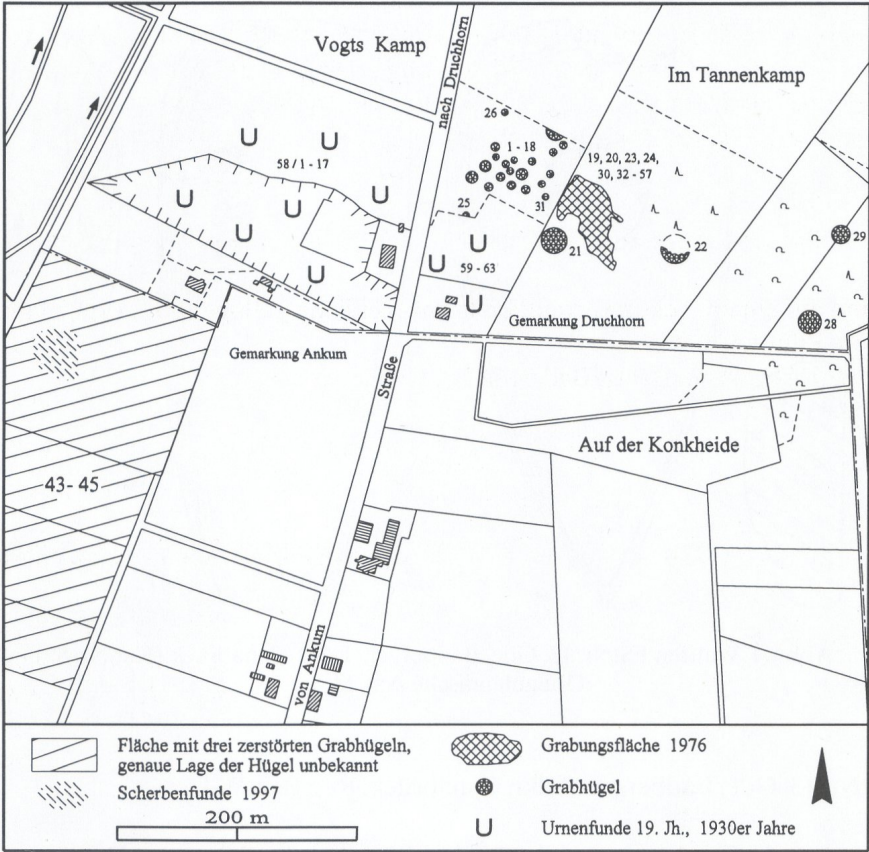 Vogts Kamp
nach Druchhorn
Im Tannenkamp
26
1 - 18
58 / 1 - 17
19, 20, 23, 24,
30, 32 - 57
25
31
21
22
29
59 - 63
28
Gemarkung Druchhorn
Gemarkung Ankum
Straße
Auf der Konkheide
43 - 45
von Ankum
Fläche mit drei zerstörten Grabhügeln,
genaue Lage der Hügel unbekannt
Scherbenfunde 1997
200 m
Grabungsfläche 1976
Grabhügel
Urnenfunde 19. Jh., 1930er Jahre